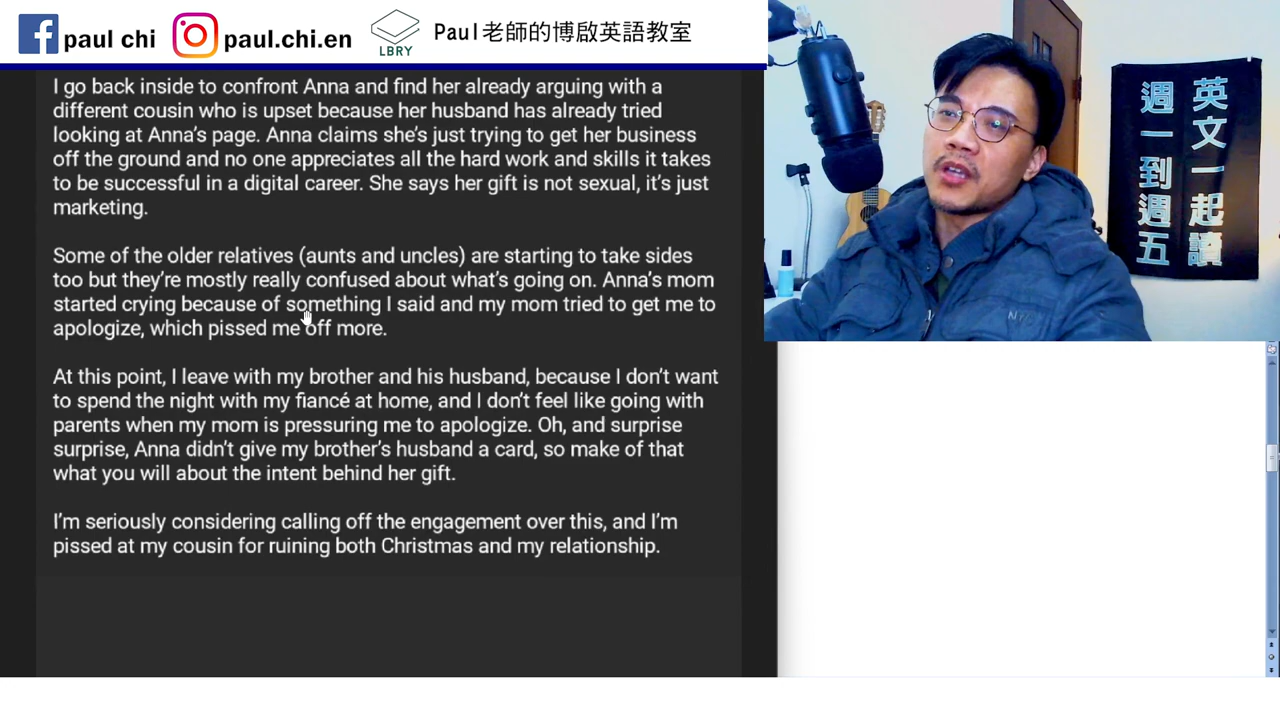 paul chi
paul.chi.en
LBRY
Paul老師的博啟英語教室
I go back inside to confront Anna and find her already arguing with a
different cousin who is upset because her husband has already tried
looking at Anna’s page. Anna claims she’s just trying to get her business
off the ground and no one appreciates all the hard work and skills it takes
to be successful in a digital career. She says her gift is not sexual, it’s just
marketing.
Some of the older relatives (aunts and uncles) are starting to take sides
too but they’re mostly really confused about what’s going on. Anna’s mom
started crying because of something I said and my mom tried to get me to
apologize, which pissed me off more.
At this point, I leave with my brother and his husband, because I don’t want
to spend the night with my fiancé at home, and I don’t feel like going with
parents when my mom is pressuring me to apologize. Oh, and surprise
surprise, Anna didn’t give my brother’s husband a card, so make of that
what you will about the intent behind her gift.
I’m seriously considering calling off the engagement over this, and I’m
pissed at my cousin for ruining both Christmas and my relationship.
英文一起讀
週一到週五